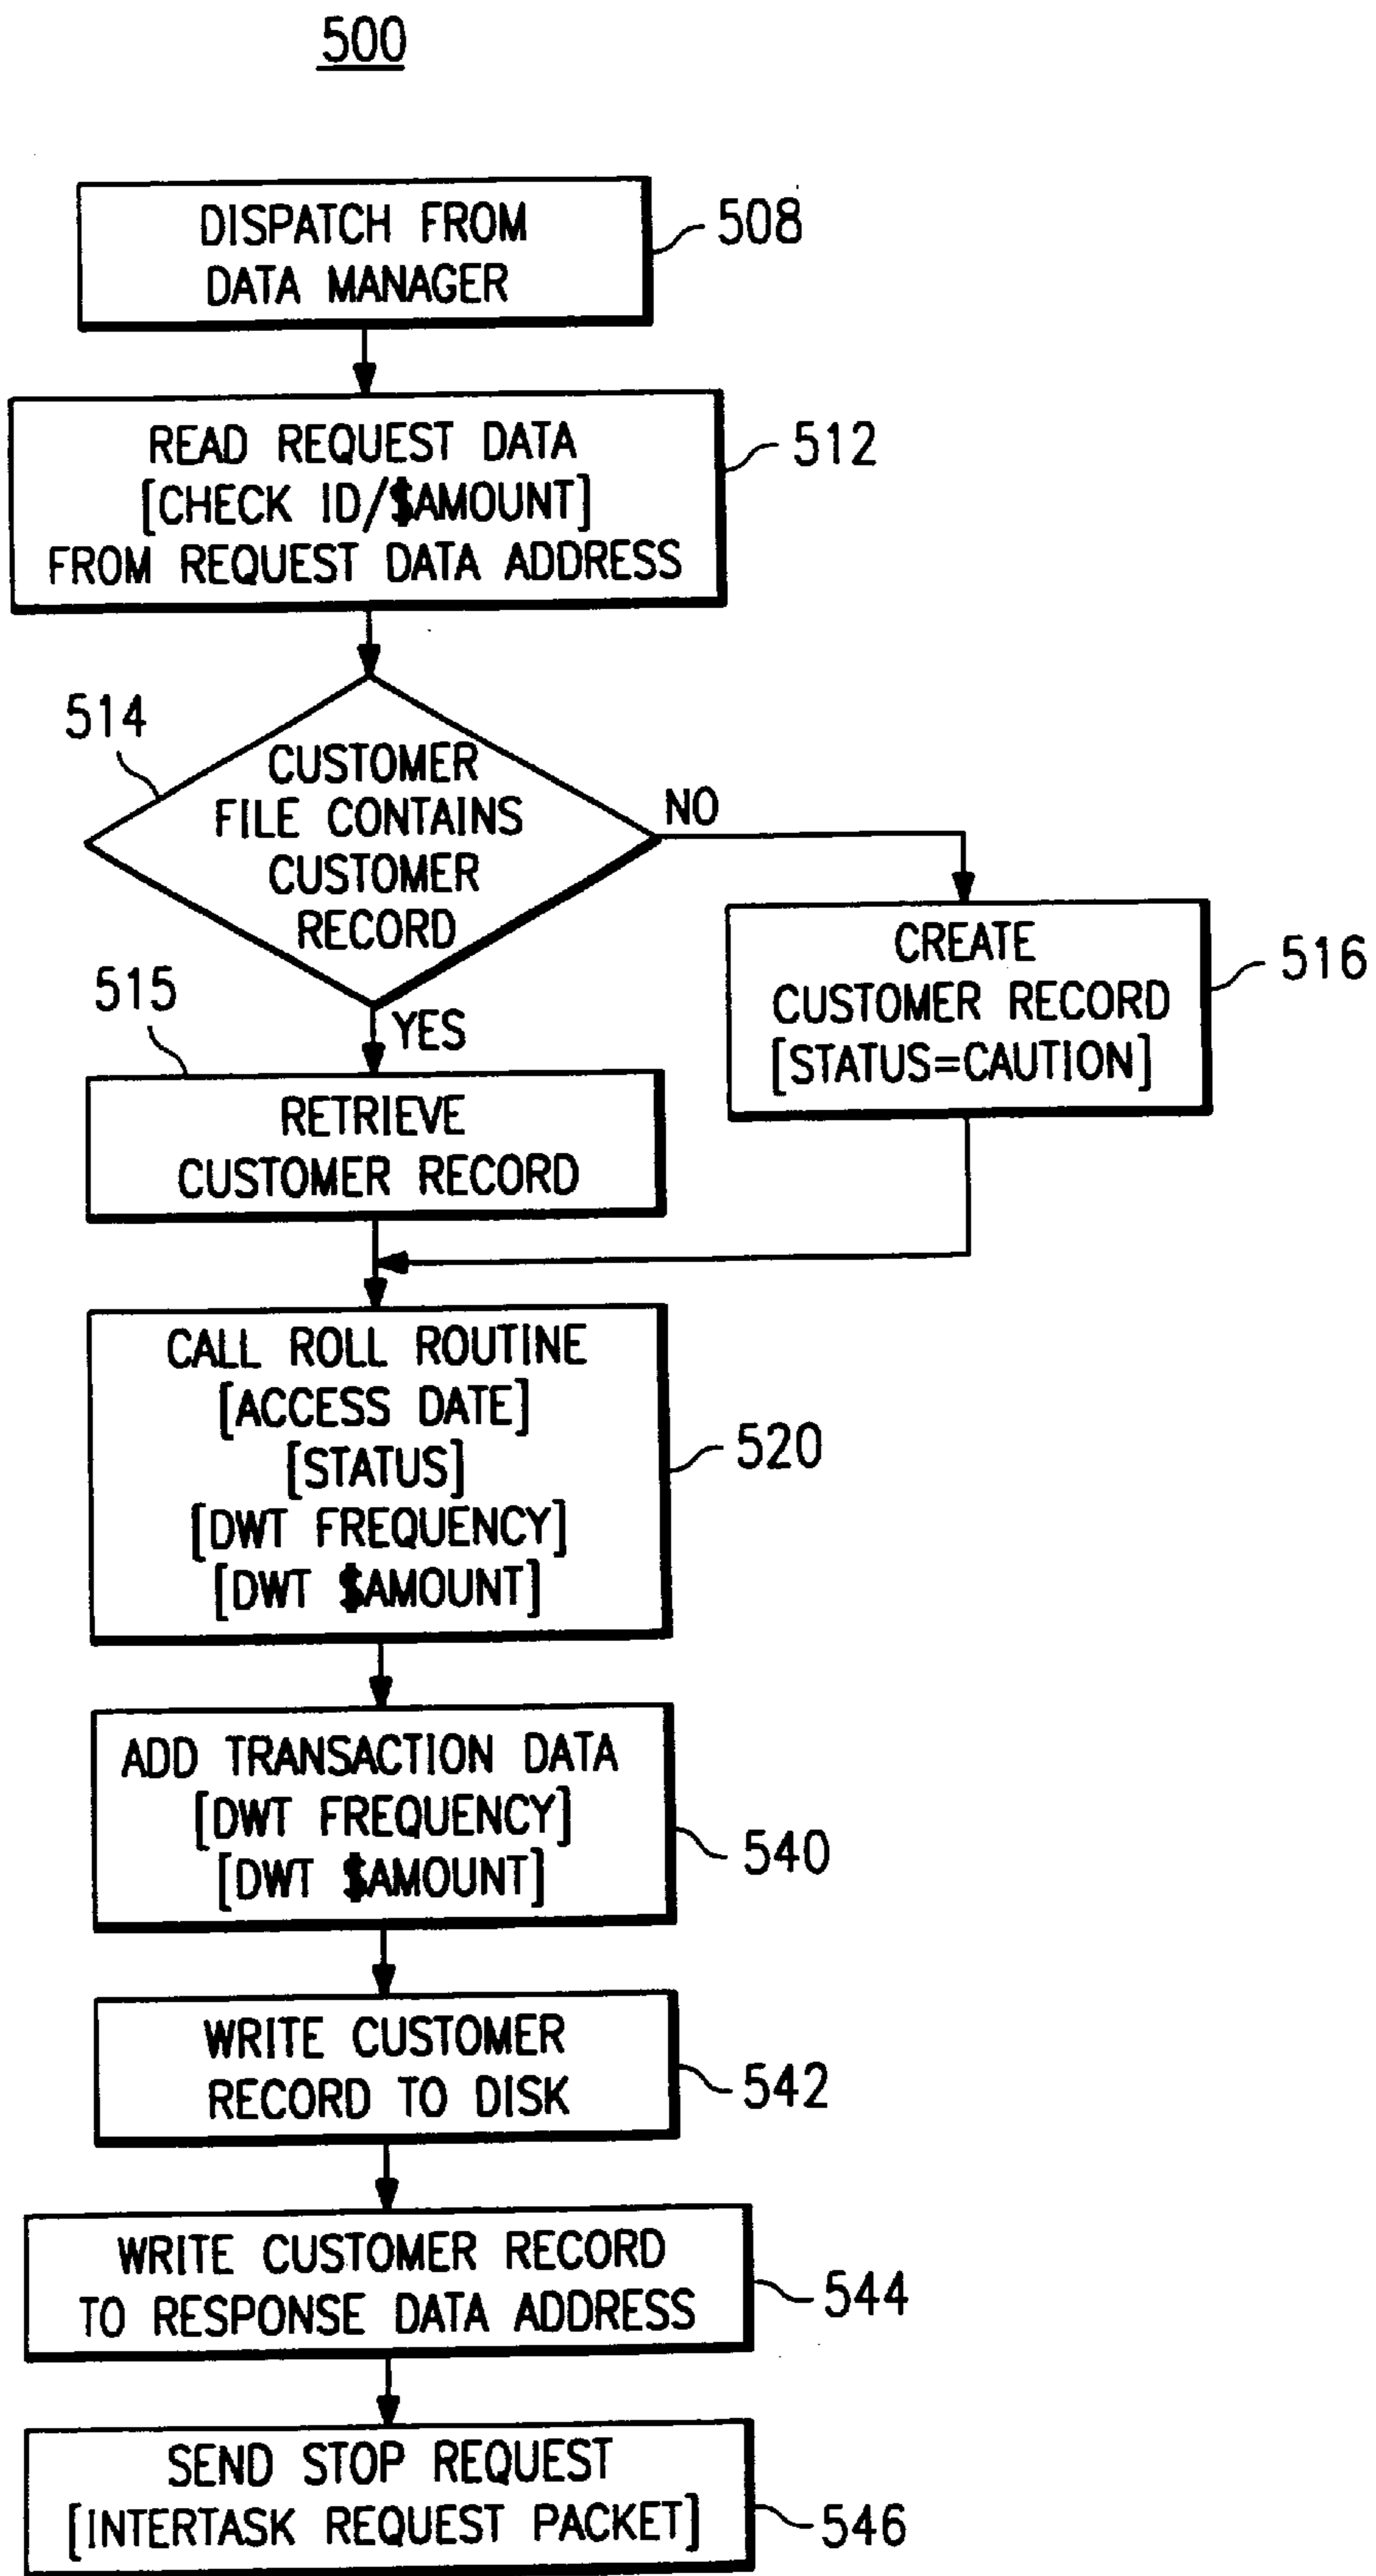 500
DISPATCH FROM
DATA MANAGER
508
READ REQUEST DATA
[CHECK ID/$AMOUNT]
FROM REQUEST DATA ADDRESS
512
514
CUSTOMER
FILE CONTAINS
CUSTOMER
RECORD
NO
YES
CREATE
CUSTOMER RECORD
[STATUS=CAUTION]
516
515
RETRIEVE
CUSTOMER RECORD
CALL ROLL ROUTINE
[ACCESS DATE]
[STATUS]
[DWT FREQUENCY]
[DWT $AMOUNT]
520
ADD TRANSACTION DATA
[DWT FREQUENCY]
[DWT $AMOUNT]
540
WRITE CUSTOMER
RECORD TO DISK
542
WRITE CUSTOMER RECORD
TO RESPONSE DATA ADDRESS
544
SEND STOP REQUEST
[INTERTASK REQUEST PACKET]
546